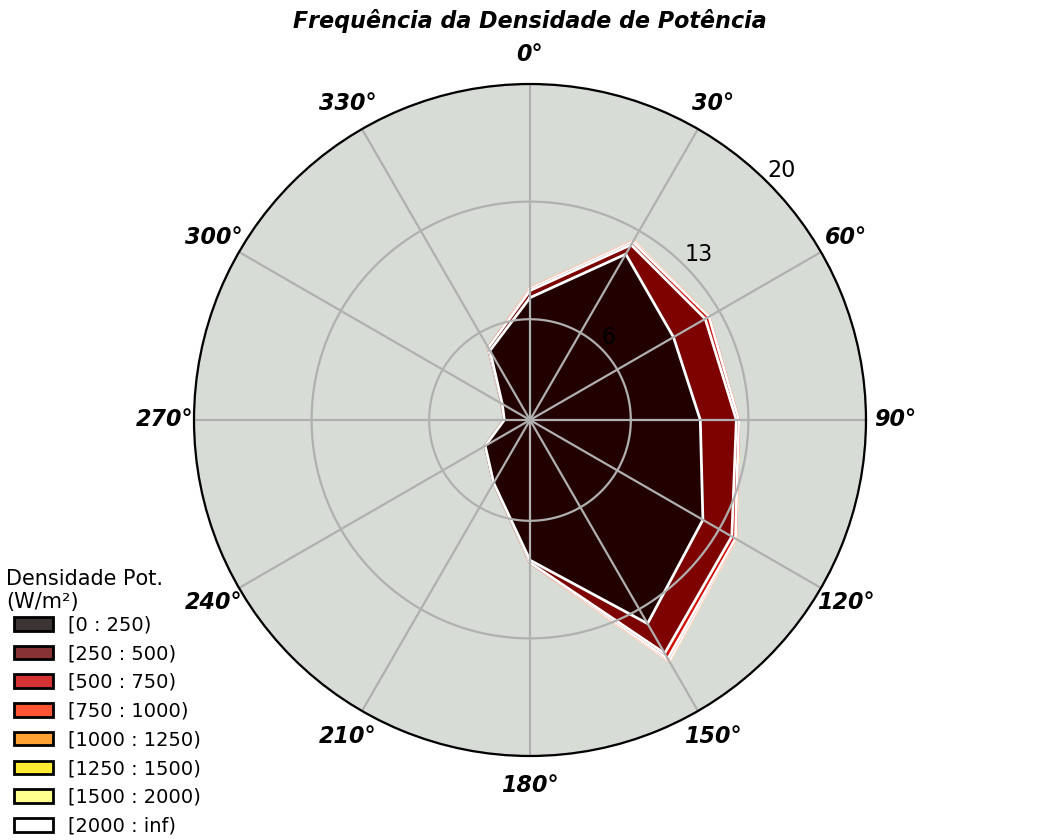 Frequência da Densidade de Potência
0°
330°
30°
20
300°
60°
13
6
270°
90°
Densidade Pot.
(W/m²)
240°
120°
[0 : 250)
[250 : 500)
[500 : 750)
[750 : 1000)
210°
150°
[1000 : 1250)
[1250 : 1500)
180°
[1500 : 2000)
[2000 : inf)